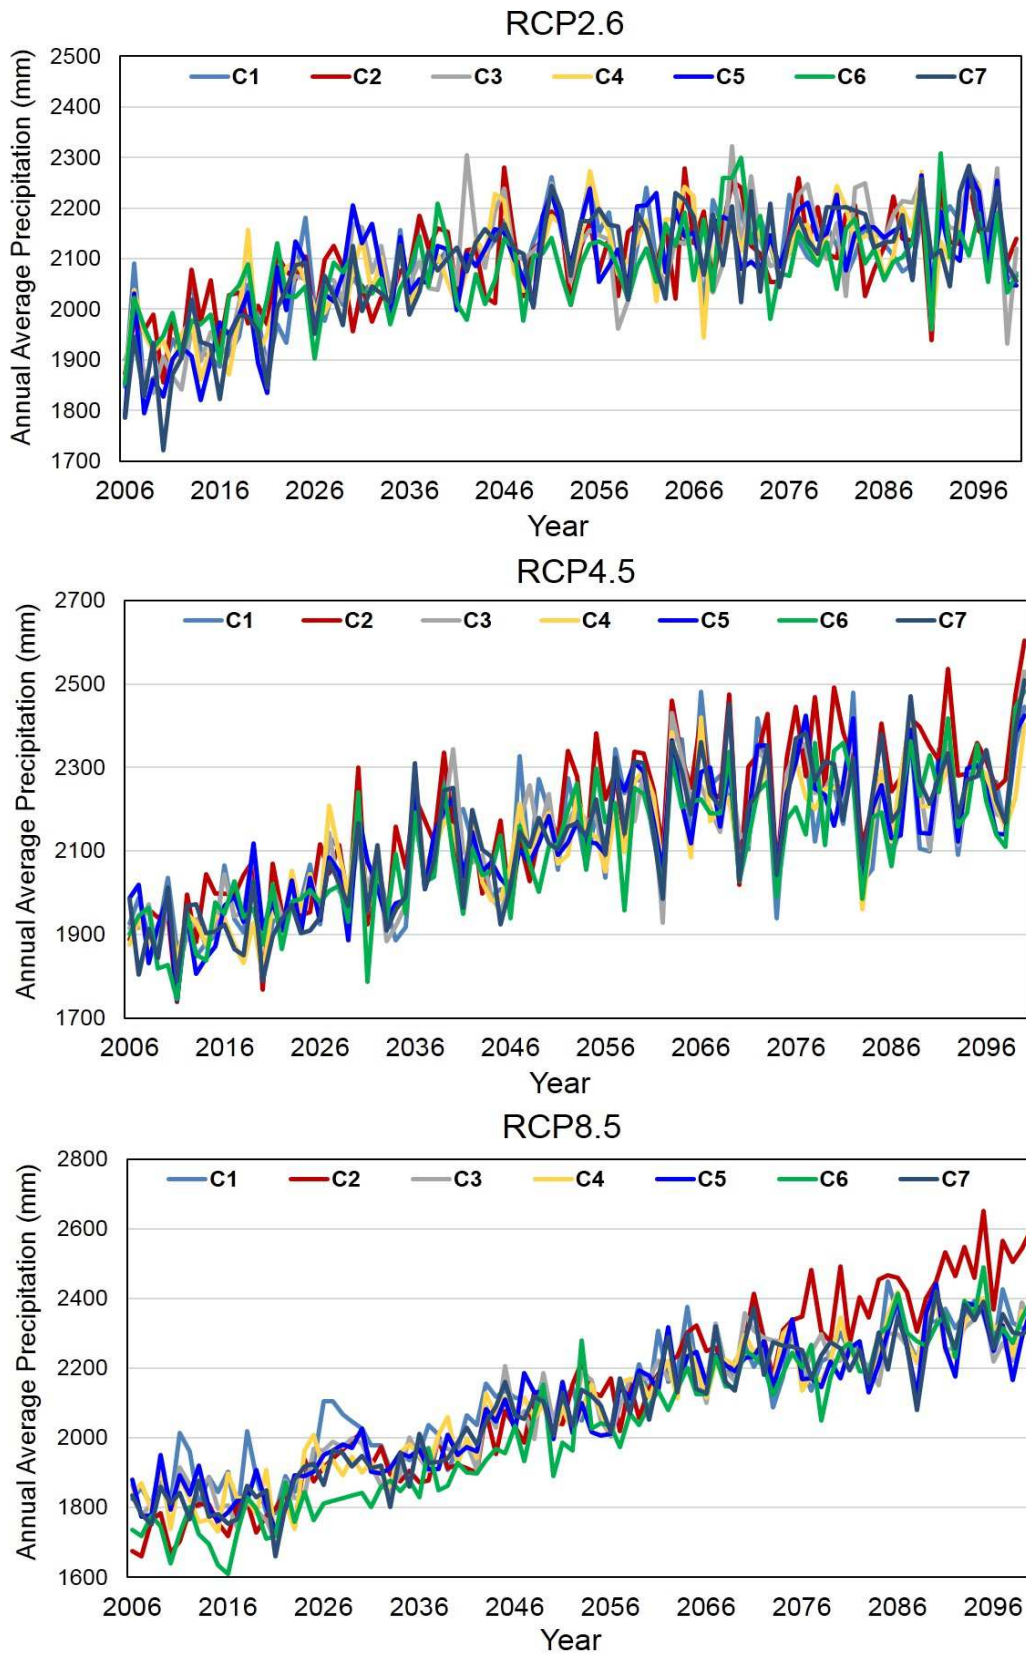 RCP2.6
Annual Average Precipitation (mm)
2500
2400
2300
2200
2100
2000
1900
1800
1700
C1 C2 C3 C4 C5 C6 C7
2006 2016 2026 2036 2046 2056 2066 2076 2086 2096
Year
RCP4.5
Annual Average Precipitation (mm)
2700
2500
2300
2100
1900
1700
C1 C2 C3 C4 C5 C6 C7
2006 2016 2026 2036 2046 2056 2066 2076 2086 2096
Year
RCP8.5
Annual Average Precipitation (mm)
2800
2600
2400
2200
2000
1800
1600
C1 C2 C3 C4 C5 C6 C7
2006 2016 2026 2036 2046 2056 2066 2076 2086 2096
Year